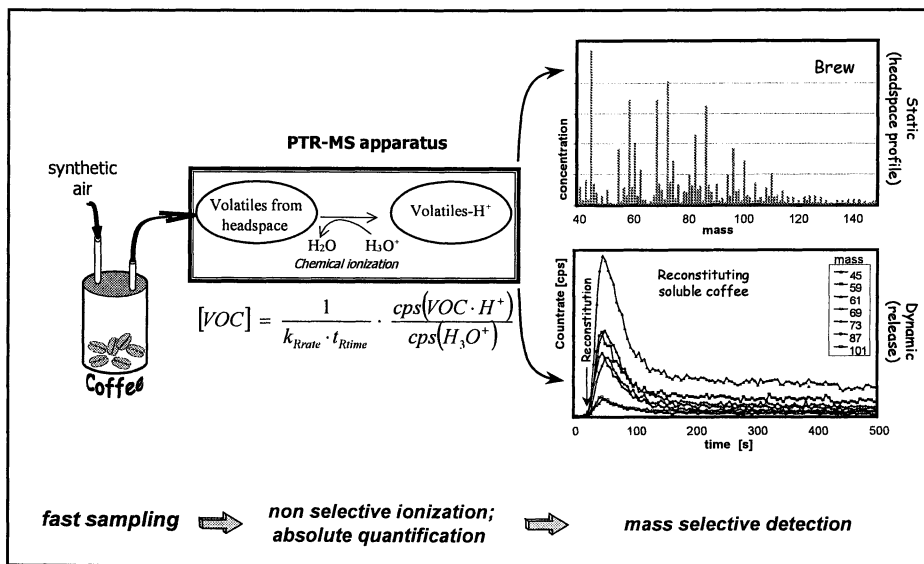 synthetic
air
Coffee
PTR-MS apparatus
Volatiles from
headspace
Volatiles-H⁺
H₂O
H₃O⁺
Chemical ionization
[VOC] = 1 / (k_Rrate · t_Rtime) · cps(VOC · H⁺) / cps(H₃O⁺)
Brew
concentration
40 60 80 100 120 140
mass
Static
(headspace profile)
Reconstituting
soluble coffee
Countrate [cps]
Reconstitution
mass
45
59
61
69
73
87
101
0 0 100 200 300 400 500
time [s]
Dynamic
(release)
fast sampling
non selective ionization;
absolute quantification
mass selective detection